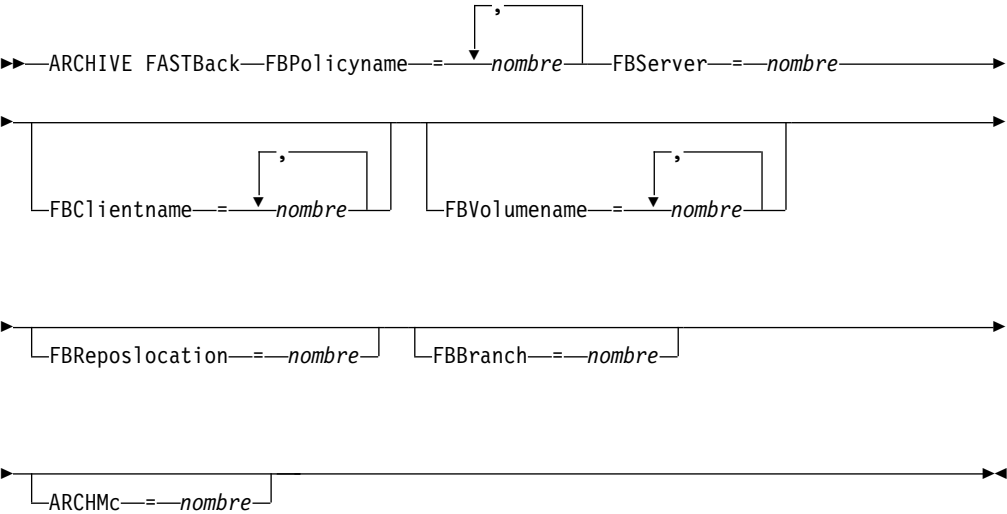 ,
ARCHIVE FASTBack FBPolicyname = nombre FBServer = nombre
, ,
FBClientname = nombre FBVolumename = nombre
FBReposlocation = nombre FBBranch = nombre
ARCHMc = nombre